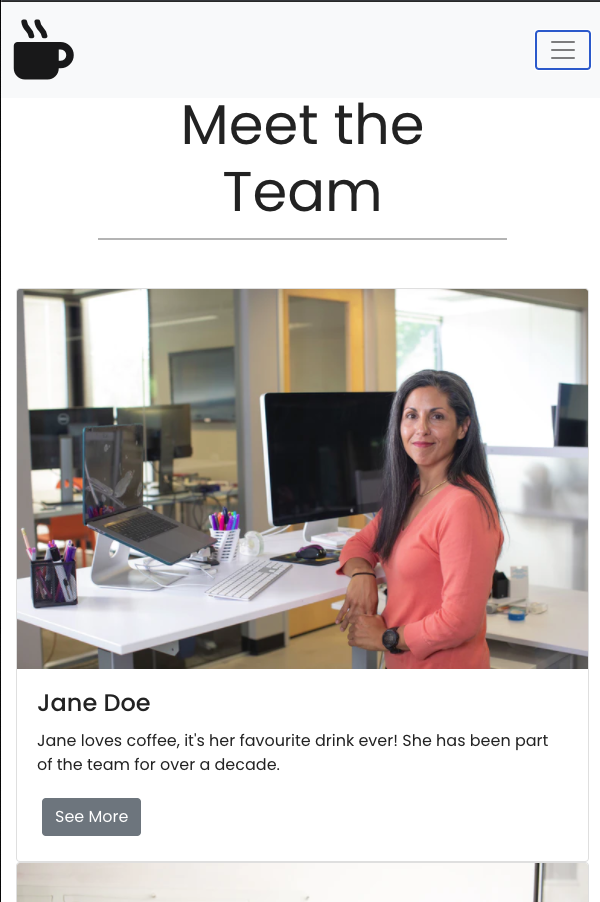 Meet the
Team
Jane Doe
Jane loves coffee, it's her favourite drink ever! She has been part
of the team for over a decade.
See More